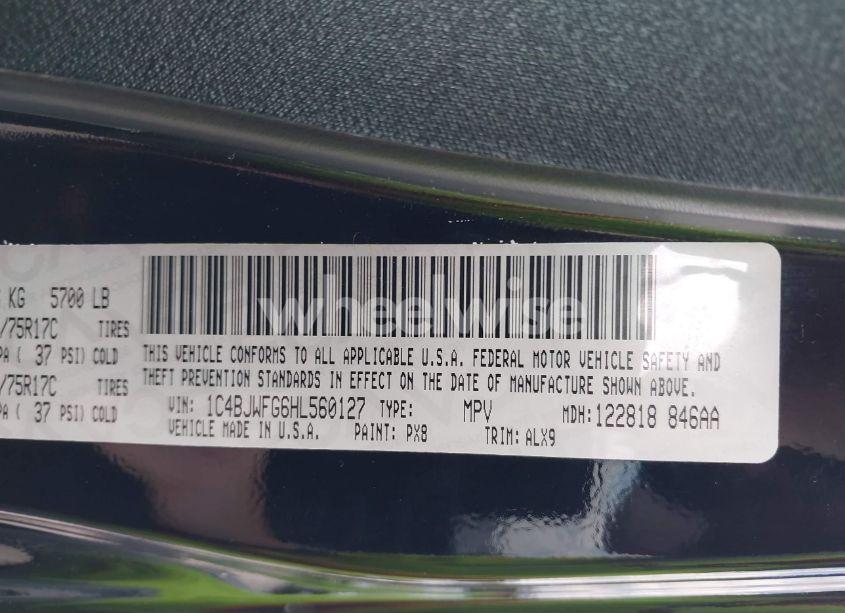 KG 5700 LB
/75R17C TIRES
PA ( 37 PSI) COLD
/75R17C TIRES
PA ( 37 PSI) COLD
THIS VEHICLE CONFORMS TO ALL APPLICABLE U.S.A. FEDERAL MOTOR VEHICLE SAFETY AND
THEFT PREVENTION STANDARDS IN EFFECT ON THE DATE OF MANUFACTURE SHOWN ABOVE.
VIN: 1C4BJWFG6HL560127 TYPE: MPV MDH: 122818 846AA
VEHICLE MADE IN U.S.A. PAINT: PX8 TRIM: ALX9
wheelwise